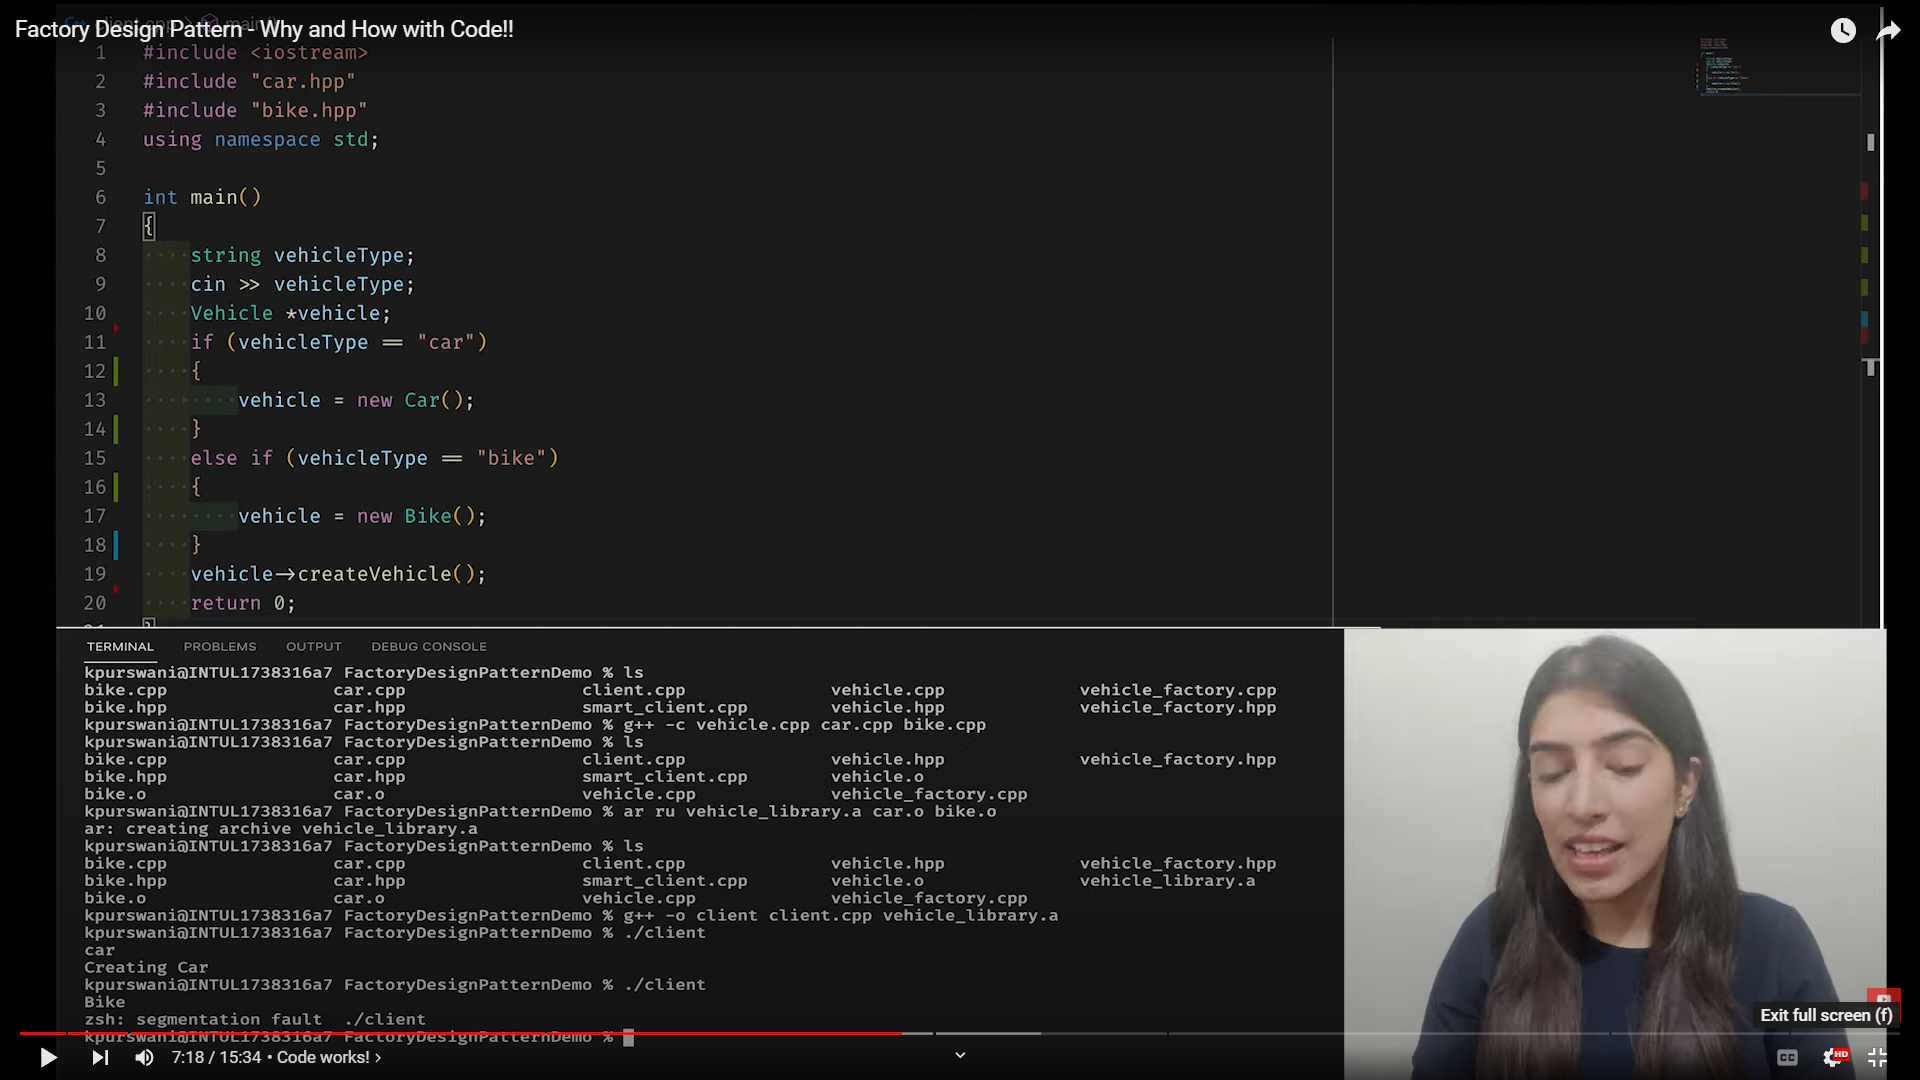 Factory Design Pattern - Why and How with Code!!
1 #include <iostream>
2 #include "car.hpp"
3 #include "bike.hpp"
4 using namespace std;
5
6 int main()
7 {
8 string vehicleType;
9 cin >> vehicleType;
10 Vehicle *vehicle;
11 if (vehicleType == "car")
12 {
13 vehicle = new Car();
14 }
15 else if (vehicleType == "bike")
16 {
17 vehicle = new Bike();
18 }
19 vehicle->createVehicle();
20 return 0;
}
TERMINAL PROBLEMS OUTPUT DEBUG CONSOLE
kpurswani@INTUL1738316a7 FactoryDesignPatternDemo % ls
bike.cpp car.cpp client.cpp vehicle.cpp vehicle_factory.cpp
bike.hpp car.hpp smart_client.cpp vehicle.hpp vehicle_factory.hpp
kpurswani@INTUL1738316a7 FactoryDesignPatternDemo % g++ -c vehicle.cpp car.cpp bike.cpp
kpurswani@INTUL1738316a7 FactoryDesignPatternDemo % ls
bike.cpp car.cpp client.cpp vehicle.hpp vehicle_factory.hpp
bike.hpp car.hpp smart_client.cpp vehicle.o
bike.o car.o vehicle.cpp vehicle_factory.cpp
kpurswani@INTUL1738316a7 FactoryDesignPatternDemo % ar ru vehicle_library.a car.o bike.o
ar: creating archive vehicle_library.a
kpurswani@INTUL1738316a7 FactoryDesignPatternDemo % ls
bike.cpp car.cpp client.cpp vehicle.hpp vehicle_factory.hpp
bike.hpp car.hpp smart_client.cpp vehicle.o vehicle_library.a
bike.o car.o vehicle.cpp vehicle_factory.cpp
kpurswani@INTUL1738316a7 FactoryDesignPatternDemo % g++ -o client client.cpp vehicle_library.a
kpurswani@INTUL1738316a7 FactoryDesignPatternDemo % ./client
car
Creating Car
kpurswani@INTUL1738316a7 FactoryDesignPatternDemo % ./client
Bike
zsh: segmentation fault ./client
kpurswani@INTUL1738316a7 FactoryDesignPatternDemo %
Exit full screen (f)
7:18 / 15:34 • Code works! ›
CC
HD